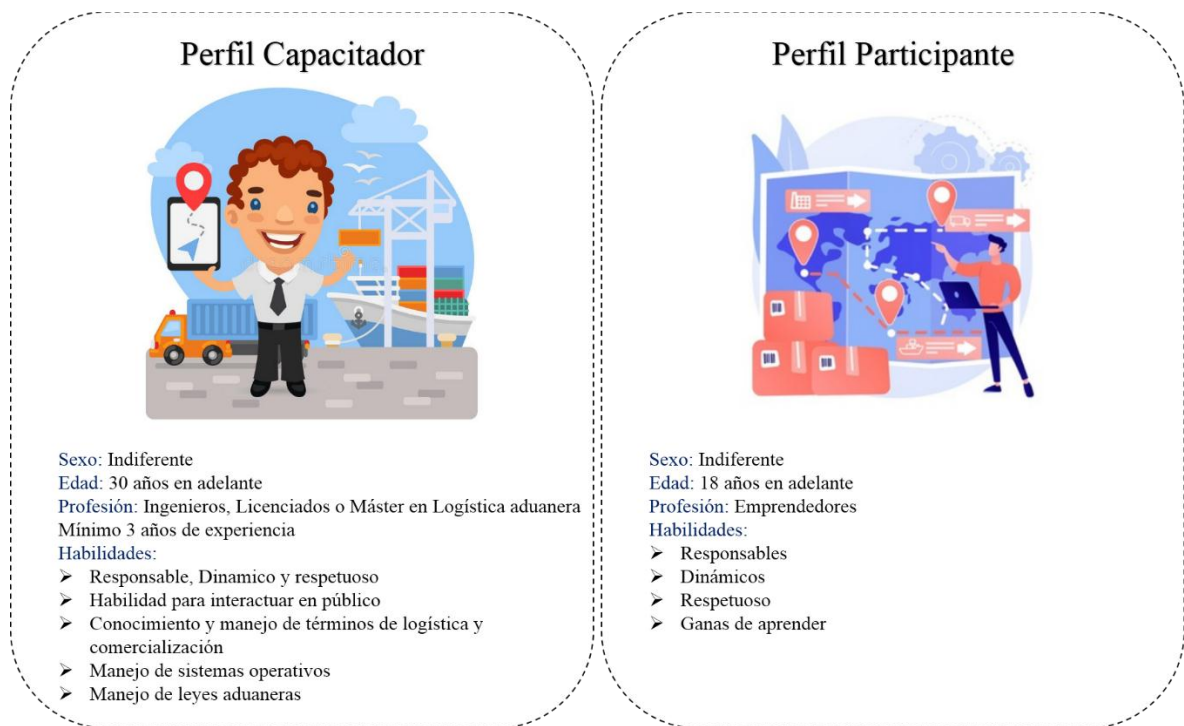 Perfil Capacitador
Sexo: Indiferente
Edad: 30 años en adelante
Profesión: Ingenieros, Licenciados o Máster en Logística aduanera
Mínimo 3 años de experiencia
Habilidades:
➢ Responsable, Dinamico y respetuoso
➢ Habilidad para interactuar en público
➢ Conocimiento y manejo de términos de logística y
comercialización
➢ Manejo de sistemas operativos
➢ Manejo de leyes aduaneras
Perfil Participante
Sexo: Indiferente
Edad: 18 años en adelante
Profesión: Emprendedores
Habilidades:
➢ Responsables
➢ Dinámicos
➢ Respetuoso
➢ Ganas de aprender